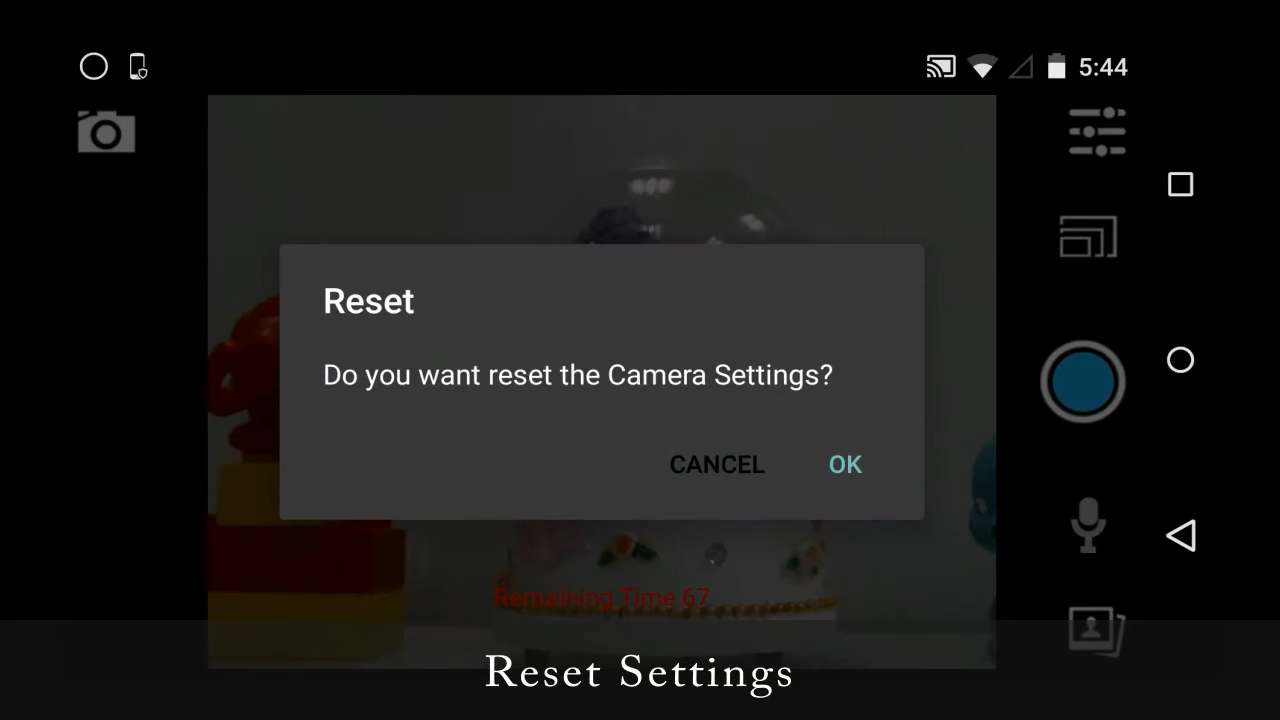 5:44
Reset
Do you want reset the Camera Settings?
CANCEL OK
Remaining Time 67
Reset Settings